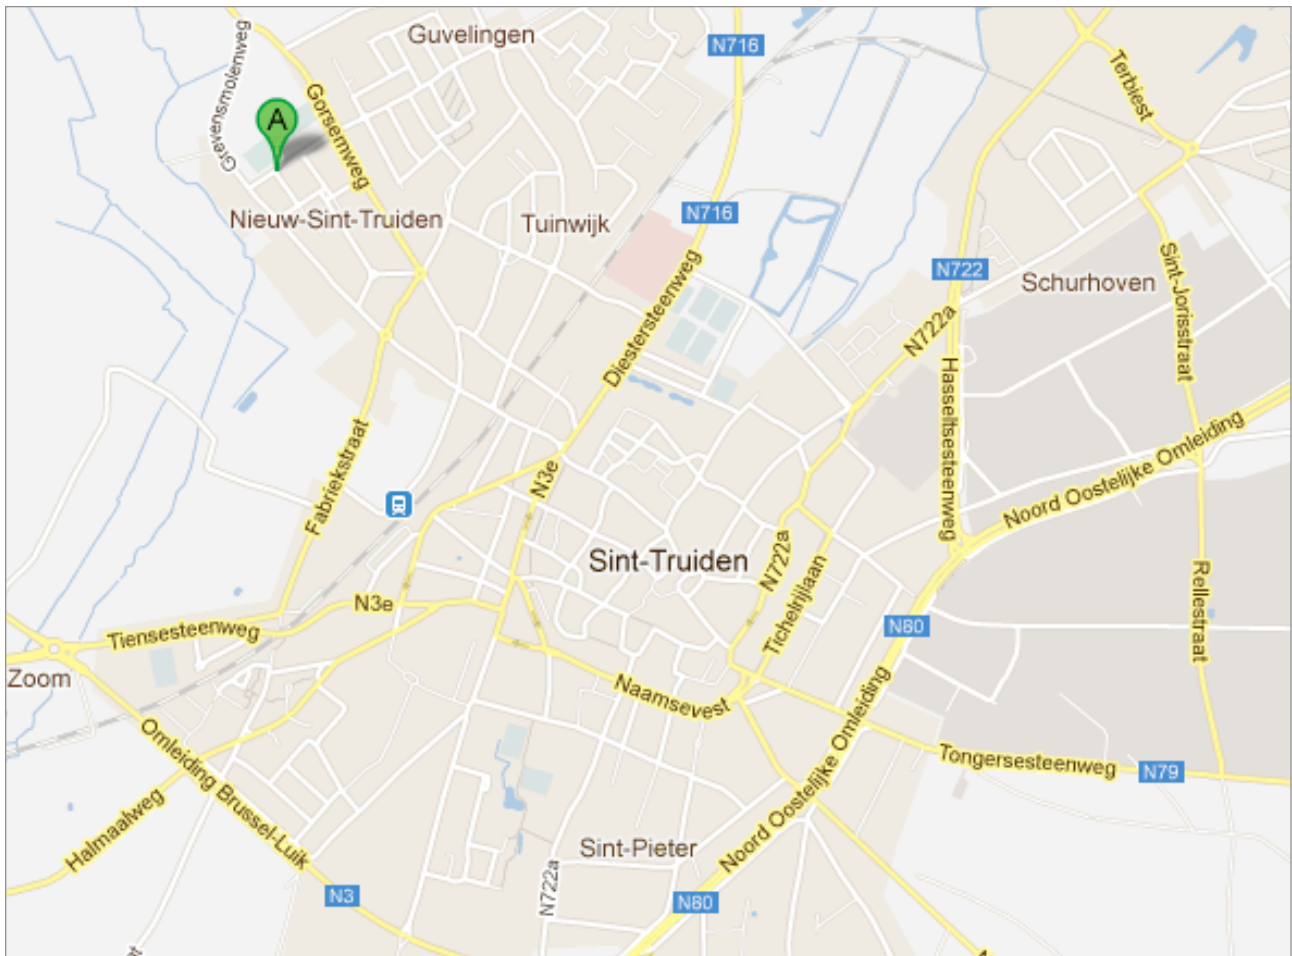 Guvelingen
N716
Grevensmolenweg
Gorsemweg
Terbiest
A
Nieuw-Sint-Truiden
Tuinwijk
N716
N722
Schurhoven
Sint-Jorisstraat
Diestersteenweg
N722a
Hasseltsesteenweg
Noord Oostelijke Omleiding
Fabriekstraat
N3e
Sint-Truiden
N722a
Tichelrijlaan
Rellestraat
N3e
N80
Tiensesteenweg
Zoom
Naamsevest
Noord Oostelijke Omleiding
Omleiding Brussel-Luik
Tongersesteenweg
N79
Halmaalweg
Sint-Pieter
N722a
N3
N80